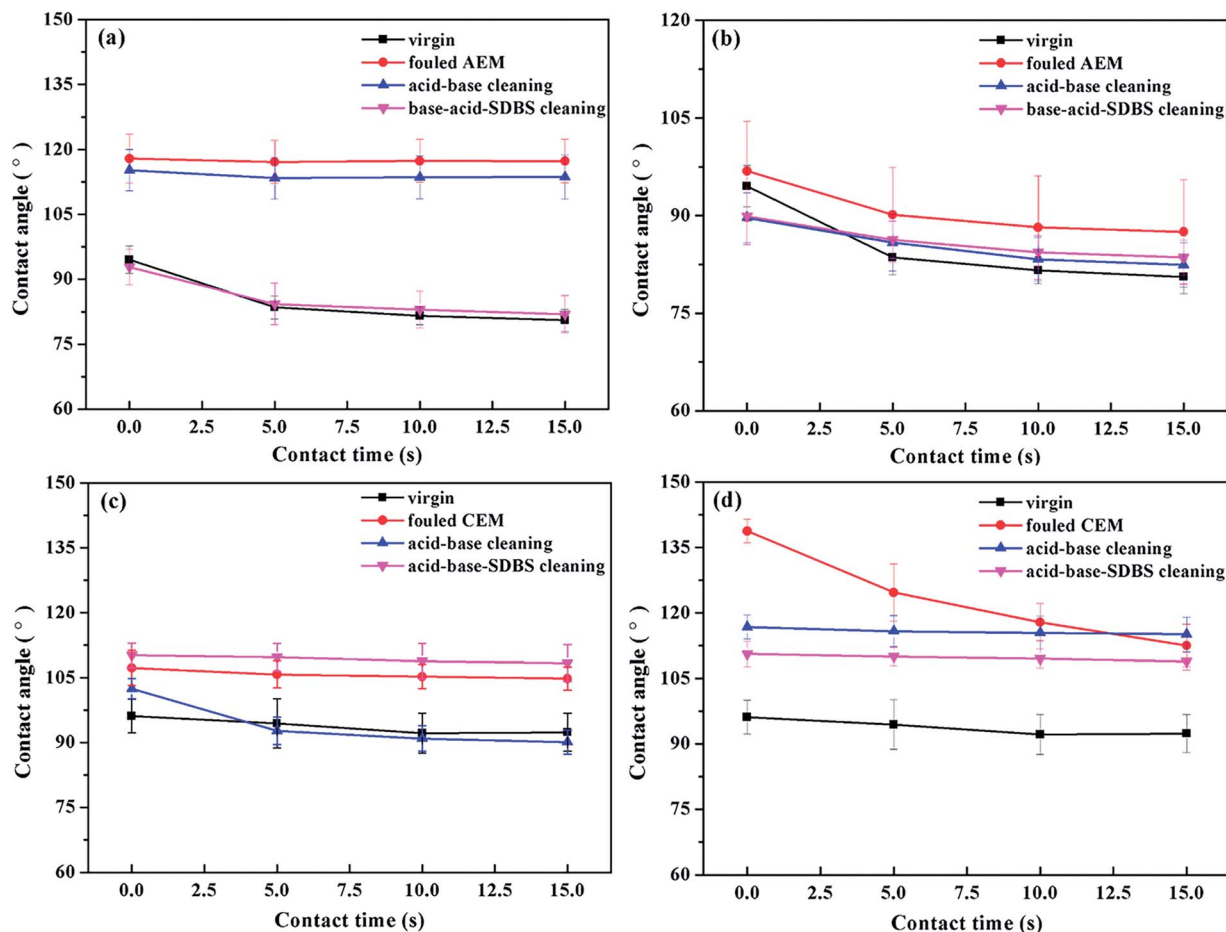 (a)
virgin
fouled AEM
acid-base cleaning
base-acid-SDBS cleaning
150
135
120
105
90
75
60
Contact angle ( ° )
0.0 2.5 5.0 7.5 10.0 12.5 15.0
Contact time (s)
(b)
virgin
fouled AEM
acid-base cleaning
base-acid-SDBS cleaning
120
105
90
75
60
Contact angle ( ° )
0.0 2.5 5.0 7.5 10.0 12.5 15.0
Contact time (s)
(c)
virgin
fouled CEM
acid-base cleaning
acid-base-SDBS cleaning
150
135
120
105
90
75
60
Contact angle ( ° )
0.0 2.5 5.0 7.5 10.0 12.5 15.0
Contact time (s)
(d)
virgin
fouled CEM
acid-base cleaning
acid-base-SDBS cleaning
150
135
120
105
90
75
60
Contact angle ( ° )
0.0 2.5 5.0 7.5 10.0 12.5 15.0
Contact time (s)